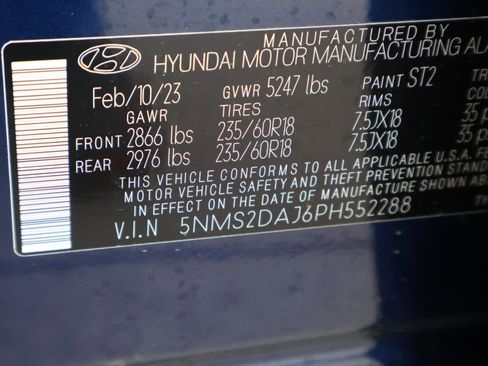 MANUFACTURED BY
HYUNDAI MOTOR MANUFACTURING
Feb/10/23 GVWR 5247 lbs PAINT ST2
GAWR TIRES RIMS
FRONT 2866 lbs 235/60R18 7.5JX18 35
REAR 2976 lbs 235/60R18 7.5JX18 35
THIS VEHICLE CONFORMS TO ALL APPLICABLE U.S.A.
MOTOR VEHICLE SAFETY AND THEFT PREVENTION
IN EFFECT ON THE DATE OF MANUFACTURE SHOWN
V.I.N 5NMS2DAJ6PH552288